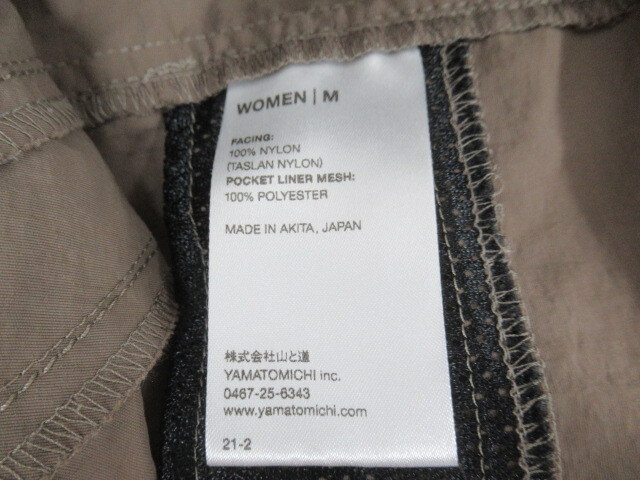 WOMEN | M
FACING:
100% NYLON
(TASLAN NYLON)
POCKET LINER MESH:
100% POLYESTER
MADE IN AKITA, JAPAN
株式会社山と道
YAMATOMICHI inc.
0467-25-6343
www.yamatomichi.com
21-2